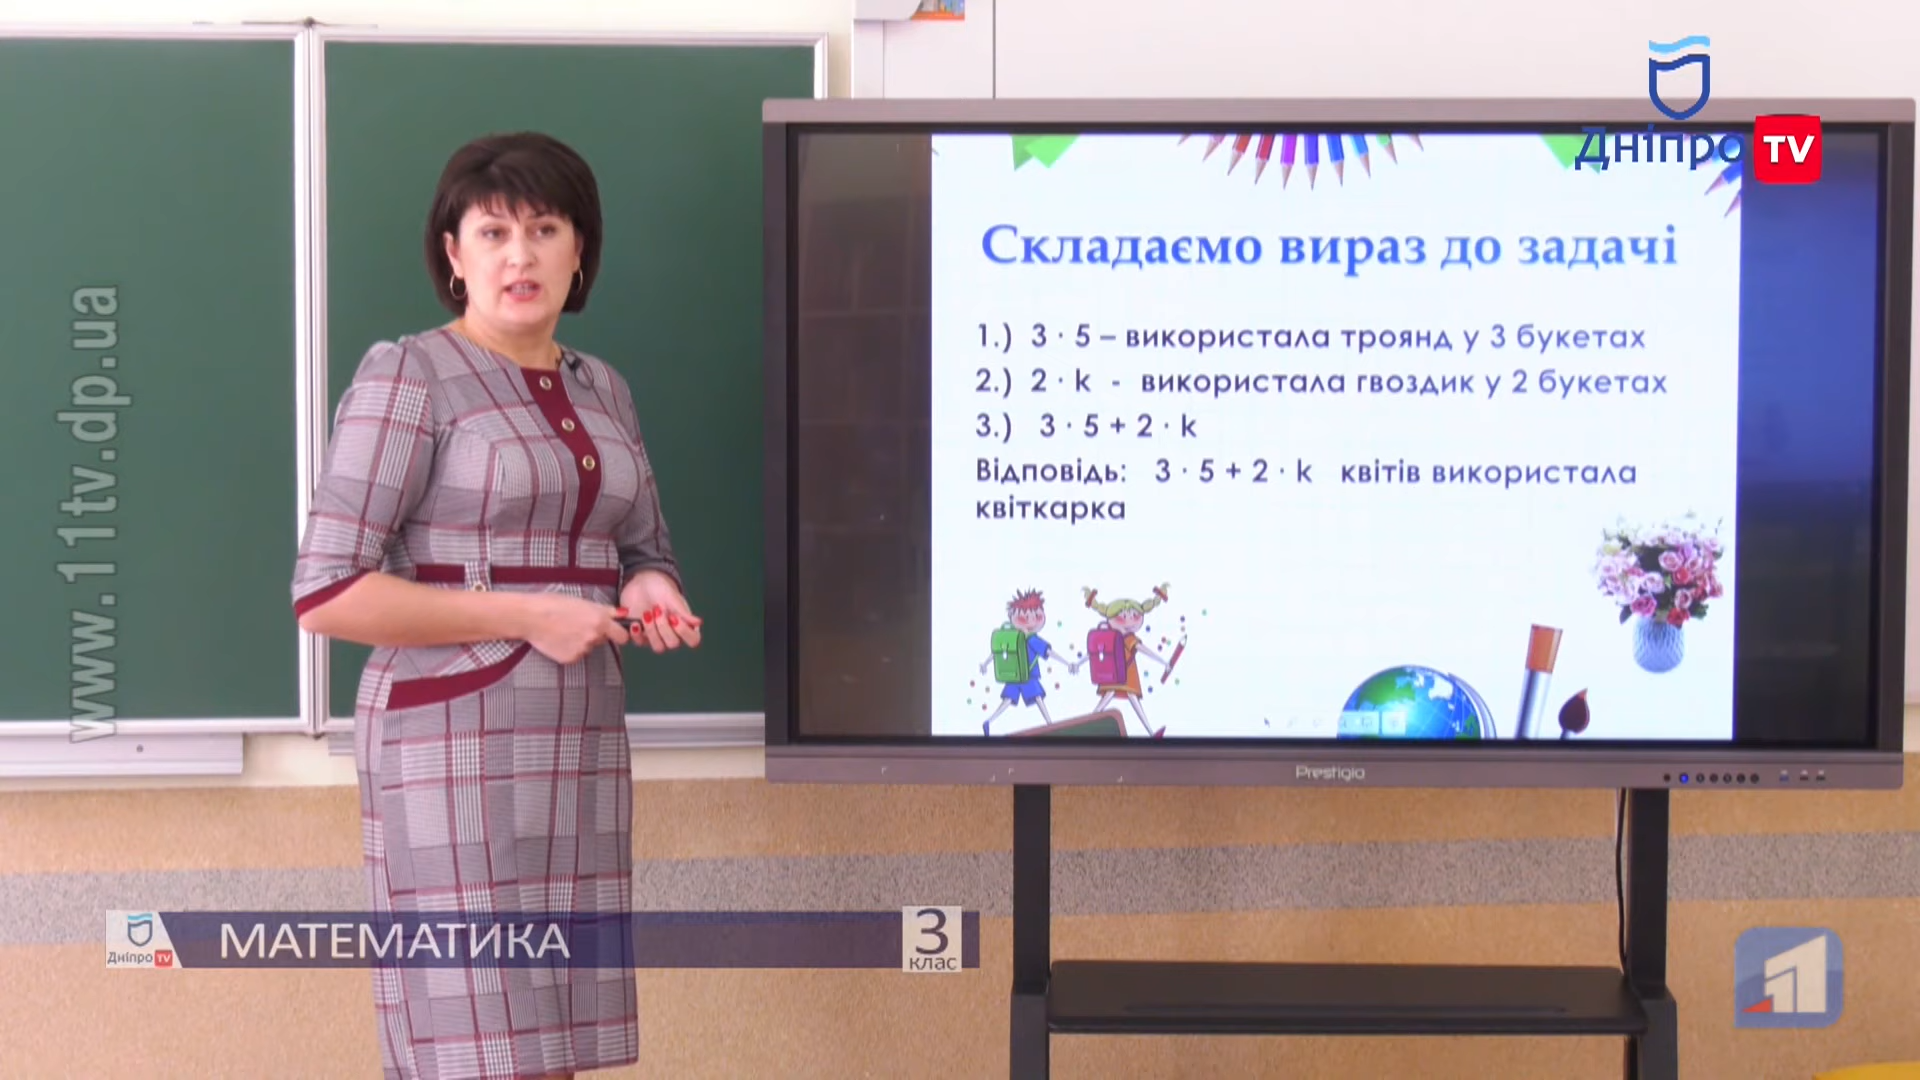 Дніпро TV
www.11tv.dp.ua
Складаємо вираз до задачі
1.) 3 · 5 – використала троянд у 3 букетах
2.) 2 · k - використала гвоздик у 2 букетах
3.) 3 · 5 + 2 · k
Відповідь: 3 · 5 + 2 · k квітів використала
квіткарка
Prestigio
Дніпро TV
МАТЕМАТИКА
3
клас
11